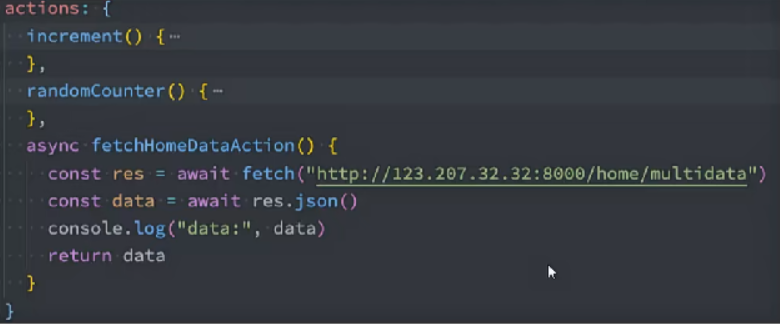 actions: {
increment() { ⋯
},
randomCounter() { ⋯
},
async fetchHomeDataAction() {
const res = await fetch("http://123.207.32.32:8000/home/multidata")
const data = await res.json()
console.log("data:", data)
return data
}
}